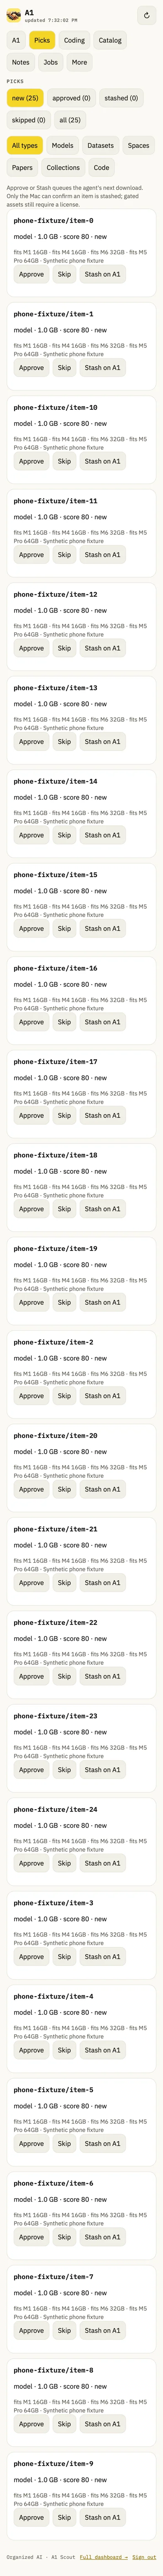 A1
updated 7:32:02 PM
↻
A1 Picks Coding Catalog
Notes Jobs More
PICKS
new (25) approved (0) stashed (0)
skipped (0) all (25)
All types Models Datasets Spaces
Papers Collections Code
Approve or Stash queues the agent's next download.
Only the Mac can confirm an item is stashed; gated
assets still require a license.
phone-fixture/item-0
model · 1.0 GB · score 80 · new
fits M1 16GB · fits M4 16GB · fits M6 32GB · fits M5
Pro 64GB · Synthetic phone fixture
Approve Skip Stash on A1
phone-fixture/item-1
model · 1.0 GB · score 80 · new
fits M1 16GB · fits M4 16GB · fits M6 32GB · fits M5
Pro 64GB · Synthetic phone fixture
Approve Skip Stash on A1
phone-fixture/item-10
model · 1.0 GB · score 80 · new
fits M1 16GB · fits M4 16GB · fits M6 32GB · fits M5
Pro 64GB · Synthetic phone fixture
Approve Skip Stash on A1
phone-fixture/item-11
model · 1.0 GB · score 80 · new
fits M1 16GB · fits M4 16GB · fits M6 32GB · fits M5
Pro 64GB · Synthetic phone fixture
Approve Skip Stash on A1
phone-fixture/item-12
model · 1.0 GB · score 80 · new
fits M1 16GB · fits M4 16GB · fits M6 32GB · fits M5
Pro 64GB · Synthetic phone fixture
Approve Skip Stash on A1
phone-fixture/item-13
model · 1.0 GB · score 80 · new
fits M1 16GB · fits M4 16GB · fits M6 32GB · fits M5
Pro 64GB · Synthetic phone fixture
Approve Skip Stash on A1
phone-fixture/item-14
model · 1.0 GB · score 80 · new
fits M1 16GB · fits M4 16GB · fits M6 32GB · fits M5
Pro 64GB · Synthetic phone fixture
Approve Skip Stash on A1
phone-fixture/item-15
model · 1.0 GB · score 80 · new
fits M1 16GB · fits M4 16GB · fits M6 32GB · fits M5
Pro 64GB · Synthetic phone fixture
Approve Skip Stash on A1
phone-fixture/item-16
model · 1.0 GB · score 80 · new
fits M1 16GB · fits M4 16GB · fits M6 32GB · fits M5
Pro 64GB · Synthetic phone fixture
Approve Skip Stash on A1
phone-fixture/item-17
model · 1.0 GB · score 80 · new
fits M1 16GB · fits M4 16GB · fits M6 32GB · fits M5
Pro 64GB · Synthetic phone fixture
Approve Skip Stash on A1
phone-fixture/item-18
model · 1.0 GB · score 80 · new
fits M1 16GB · fits M4 16GB · fits M6 32GB · fits M5
Pro 64GB · Synthetic phone fixture
Approve Skip Stash on A1
phone-fixture/item-19
model · 1.0 GB · score 80 · new
fits M1 16GB · fits M4 16GB · fits M6 32GB · fits M5
Pro 64GB · Synthetic phone fixture
Approve Skip Stash on A1
phone-fixture/item-2
model · 1.0 GB · score 80 · new
fits M1 16GB · fits M4 16GB · fits M6 32GB · fits M5
Pro 64GB · Synthetic phone fixture
Approve Skip Stash on A1
phone-fixture/item-20
model · 1.0 GB · score 80 · new
fits M1 16GB · fits M4 16GB · fits M6 32GB · fits M5
Pro 64GB · Synthetic phone fixture
Approve Skip Stash on A1
phone-fixture/item-21
model · 1.0 GB · score 80 · new
fits M1 16GB · fits M4 16GB · fits M6 32GB · fits M5
Pro 64GB · Synthetic phone fixture
Approve Skip Stash on A1
phone-fixture/item-22
model · 1.0 GB · score 80 · new
fits M1 16GB · fits M4 16GB · fits M6 32GB · fits M5
Pro 64GB · Synthetic phone fixture
Approve Skip Stash on A1
phone-fixture/item-23
model · 1.0 GB · score 80 · new
fits M1 16GB · fits M4 16GB · fits M6 32GB · fits M5
Pro 64GB · Synthetic phone fixture
Approve Skip Stash on A1
phone-fixture/item-24
model · 1.0 GB · score 80 · new
fits M1 16GB · fits M4 16GB · fits M6 32GB · fits M5
Pro 64GB · Synthetic phone fixture
Approve Skip Stash on A1
phone-fixture/item-3
model · 1.0 GB · score 80 · new
fits M1 16GB · fits M4 16GB · fits M6 32GB · fits M5
Pro 64GB · Synthetic phone fixture
Approve Skip Stash on A1
phone-fixture/item-4
model · 1.0 GB · score 80 · new
fits M1 16GB · fits M4 16GB · fits M6 32GB · fits M5
Pro 64GB · Synthetic phone fixture
Approve Skip Stash on A1
phone-fixture/item-5
model · 1.0 GB · score 80 · new
fits M1 16GB · fits M4 16GB · fits M6 32GB · fits M5
Pro 64GB · Synthetic phone fixture
Approve Skip Stash on A1
phone-fixture/item-6
model · 1.0 GB · score 80 · new
fits M1 16GB · fits M4 16GB · fits M6 32GB · fits M5
Pro 64GB · Synthetic phone fixture
Approve Skip Stash on A1
phone-fixture/item-7
model · 1.0 GB · score 80 · new
fits M1 16GB · fits M4 16GB · fits M6 32GB · fits M5
Pro 64GB · Synthetic phone fixture
Approve Skip Stash on A1
phone-fixture/item-8
model · 1.0 GB · score 80 · new
fits M1 16GB · fits M4 16GB · fits M6 32GB · fits M5
Pro 64GB · Synthetic phone fixture
Approve Skip Stash on A1
phone-fixture/item-9
model · 1.0 GB · score 80 · new
fits M1 16GB · fits M4 16GB · fits M6 32GB · fits M5
Pro 64GB · Synthetic phone fixture
Approve Skip Stash on A1
Organized AI · A1 Scout Full dashboard → Sign out